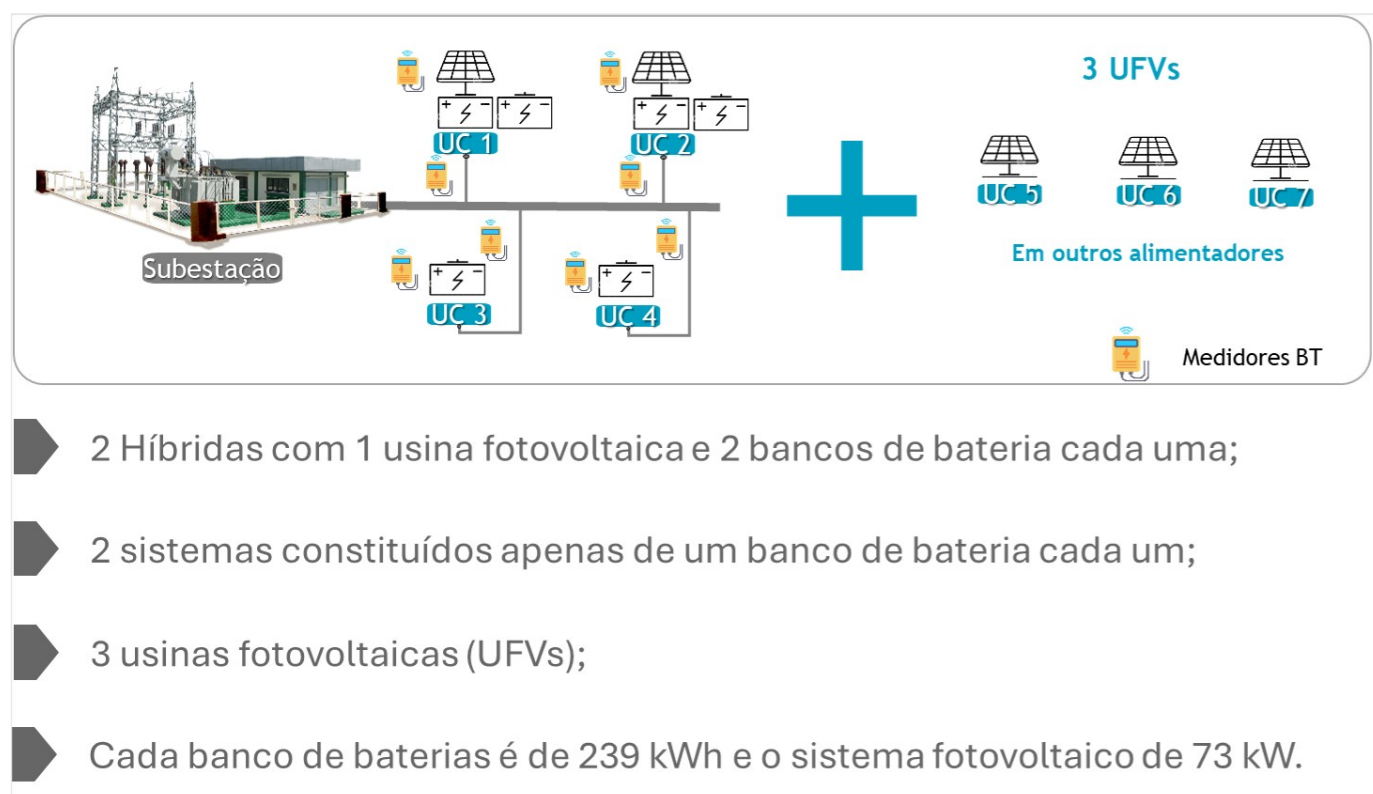 3 UFVs
UC 1
UC 2
UC 5
UC 6
UC 7
Subestação
Em outros alimentadores
UC 3
UC 4
Medidores BT
2 Híbridas com 1 usina fotovoltaica e 2 bancos de bateria cada uma;
2 sistemas constituídos apenas de um banco de bateria cada um;
3 usinas fotovoltaicas (UFVs);
Cada banco de baterias é de 239 kWh e o sistema fotovoltaico de 73 kW.